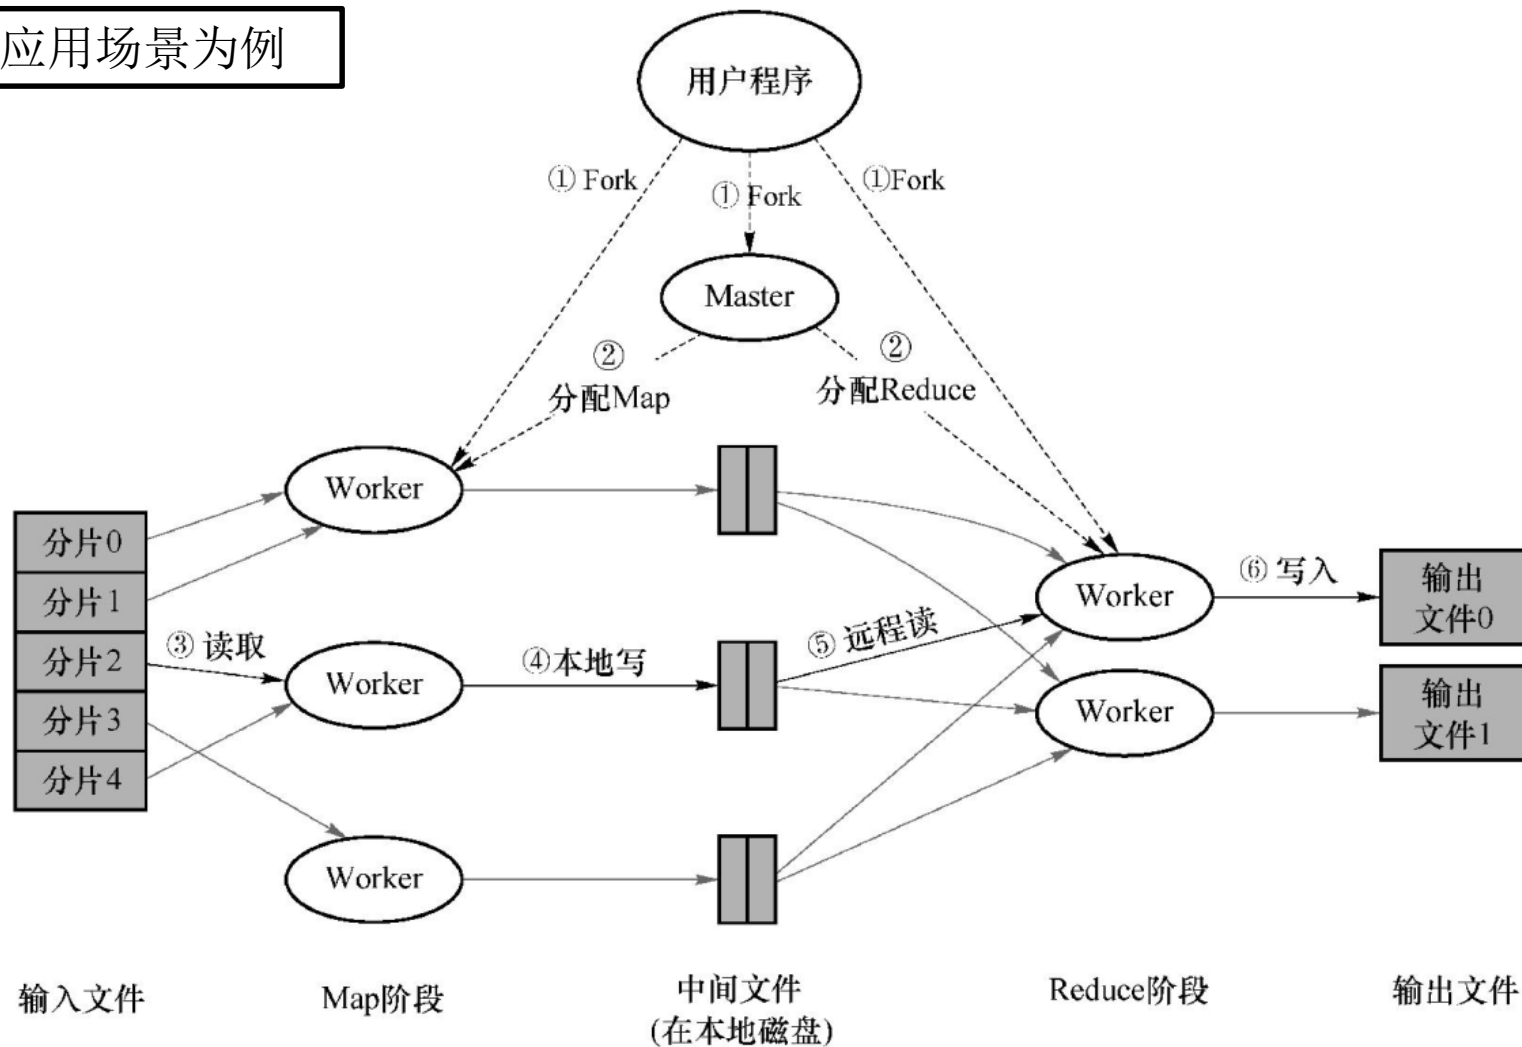 应用场景为例
用户程序
① Fork
① Fork
①Fork
Master
②
分配Map
②
分配Reduce
Worker
分片0
分片1
分片2
分片3
分片4
③ 读取
Worker
④本地写
⑤ 远程读
Worker
⑥ 写入
输出
文件0
Worker
输出
文件1
Worker
输入文件
Map阶段
中间文件
(在本地磁盘)
Reduce阶段
输出文件